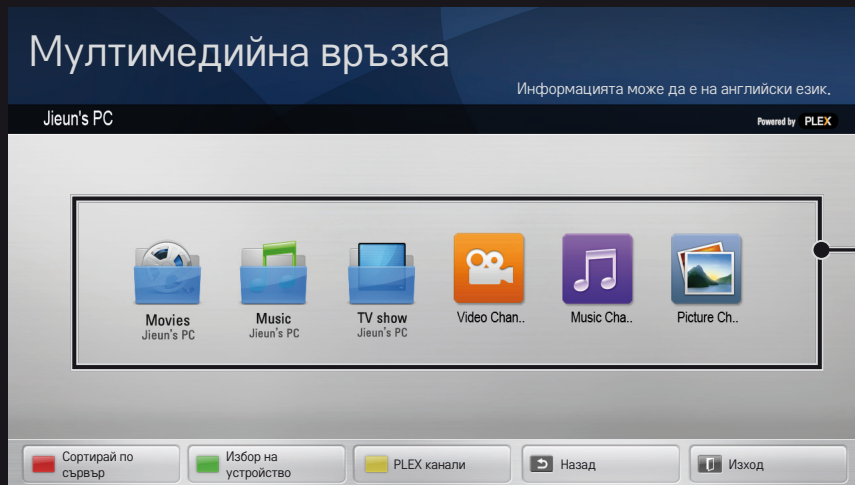 Мултимедийна връзка
Информацията може да е на английски език.
Jieun's PC
Powered by PLEX
Movies
Jieun's PC
Music
Jieun's PC
TV show
Jieun's PC
Video Chan..
Music Cha..
Picture Ch..
Сортирай по
сървър
Избор на
устройство
PLEX канали
Назад
Изход